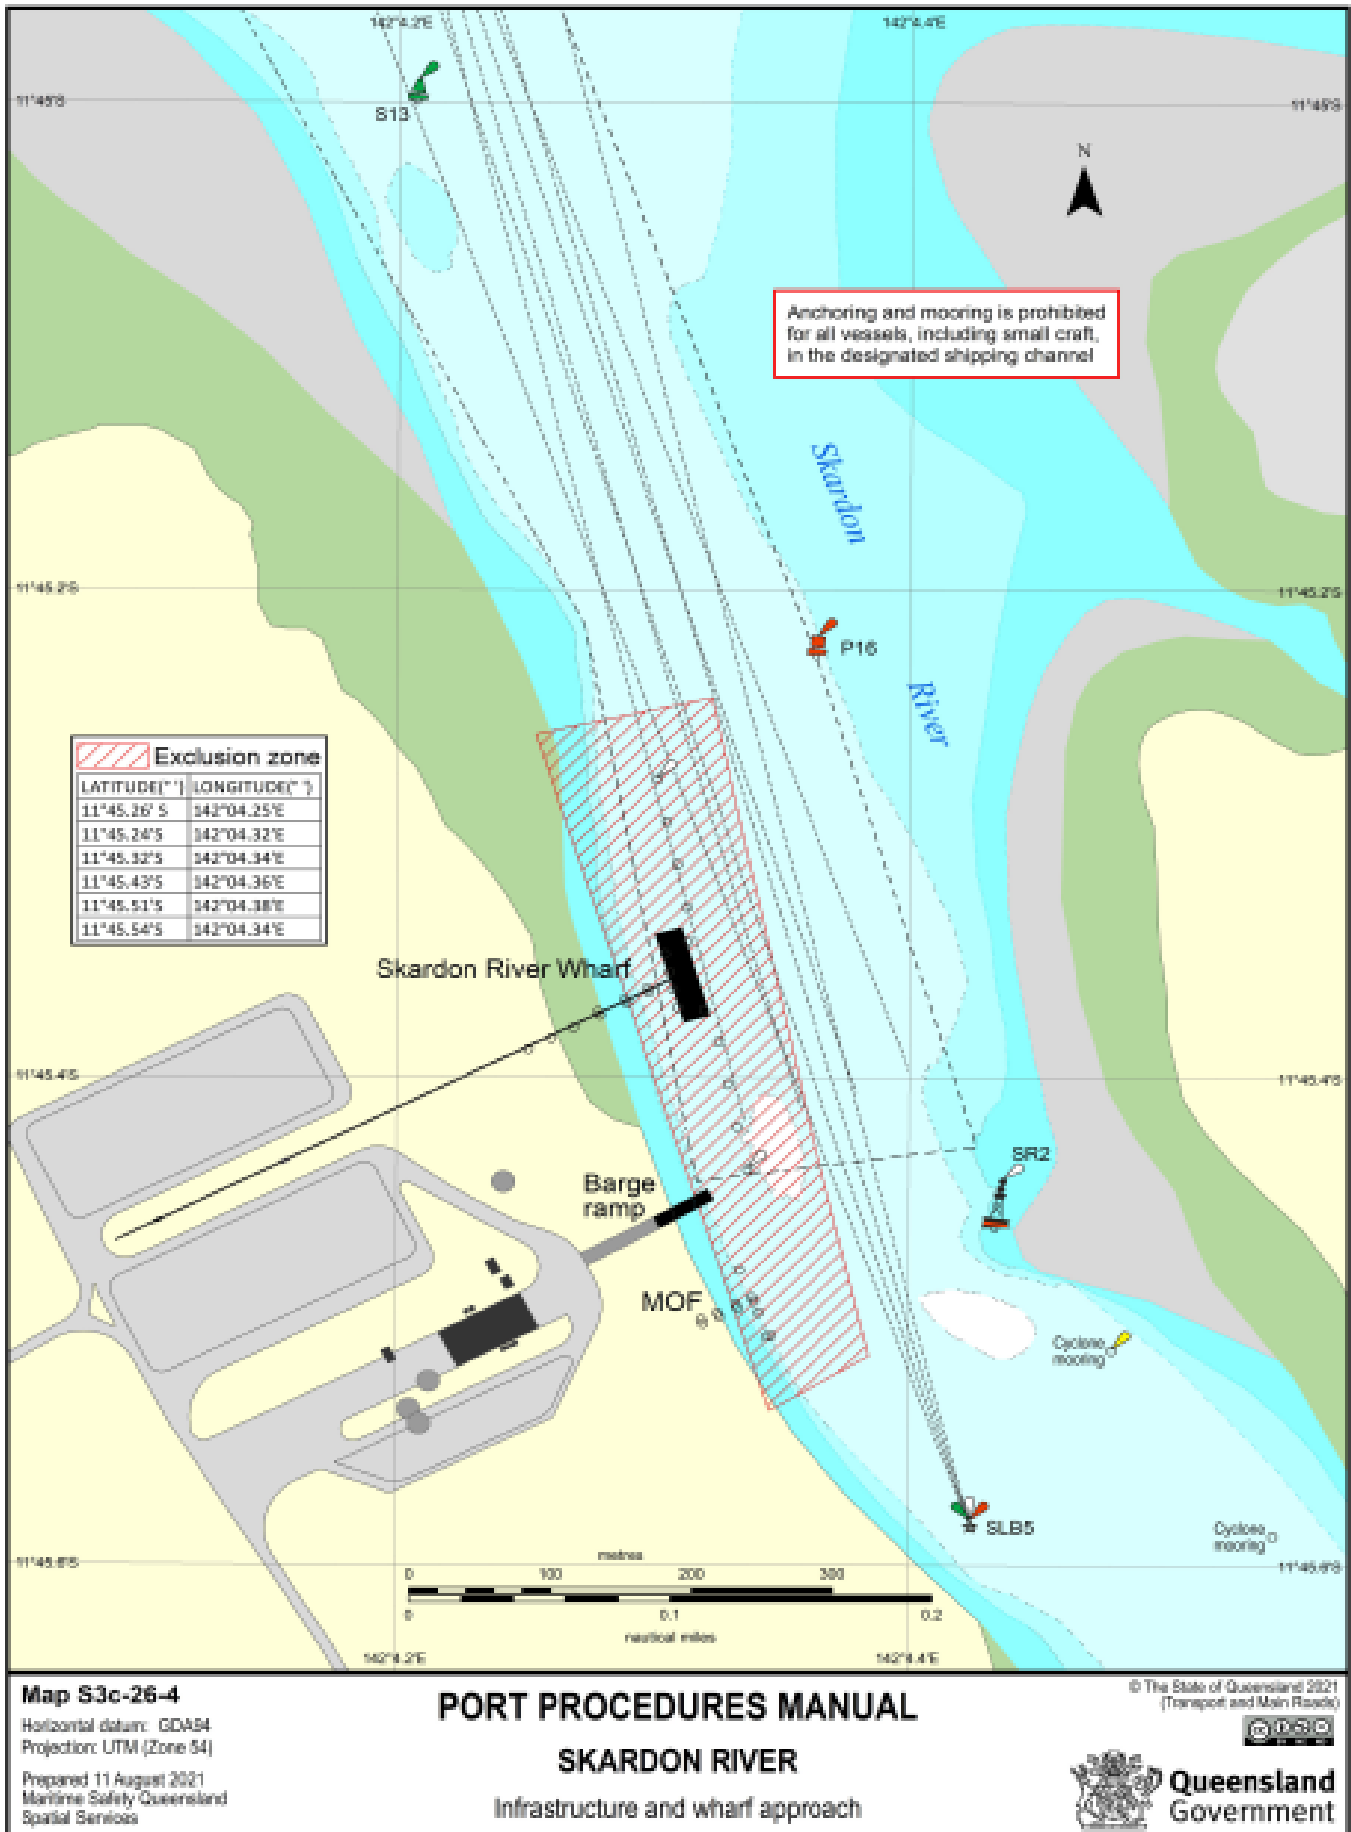 142°4.2'E
142°4.4'E
S13
11°45'S
11°45'S
N
Anchoring and mooring is prohibited
for all vessels, including small craft,
in the designated shipping channel
Skardon
11°45.2'S
11°45.2'S
P16
River
Exclusion zone
LATITUDE(° ') LONGITUDE(° ')
11°45.26' S 142°04.25'E
11°45.24'S 142°04.32'E
11°45.32'S 142°04.34'E
11°45.43'S 142°04.36'E
11°45.51'S 142°04.38'E
11°45.54'S 142°04.34'E
Skardon River Wharf
11°45.4'S
11°45.4'S
SR2
Barge
ramp
MOF
Cyclone
mooring
SLB5
Cyclone
mooring
11°45.6'S
11°45.6'S
metres
0 100 200 300
0 0.1 0.2
nautical miles
142°4.2'E
142°4.4'E
Map S3c-26-4
Horizontal datum: GDA94
Projection: UTM (Zone 54)
Prepared 11 August 2021
Maritime Safety Queensland
Spatial Services
PORT PROCEDURES MANUAL
SKARDON RIVER
Infrastructure and wharf approach
© The State of Queensland 2021
(Transport and Main Roads)
Queensland
Government